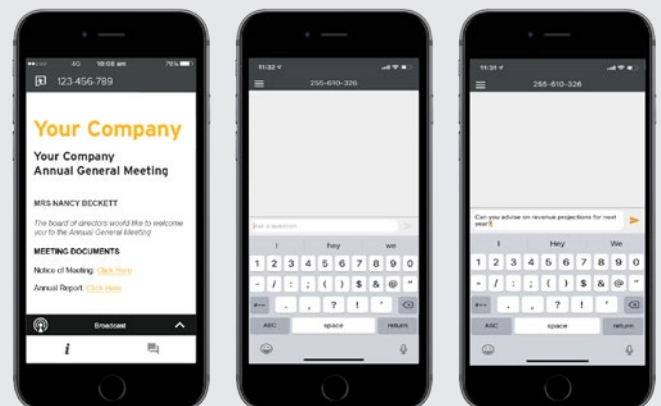 4G 10:08 am 79%
123-456-789
Your Company
Your Company
Annual General Meeting
MRS NANCY BECKETT
The board of directors would like to welcome
you to the Annual General Meeting
MEETING DOCUMENTS
Notice of Meeting: Click Here
Annual Report: Click Here
Broadcast
i
11:32
255-610-326
Ask a question
I hey we
1 2 3 4 5 6 7 8 9 0
- / : ; ( ) $ & @ "
#+= . , ? ! '
ABC space return
11:31
255-610-326
Can you advise on revenue projections for next
year?
I Hey We
1 2 3 4 5 6 7 8 9 0
- / : ; ( ) $ & @ "
#+= . , ? ! '
ABC space return